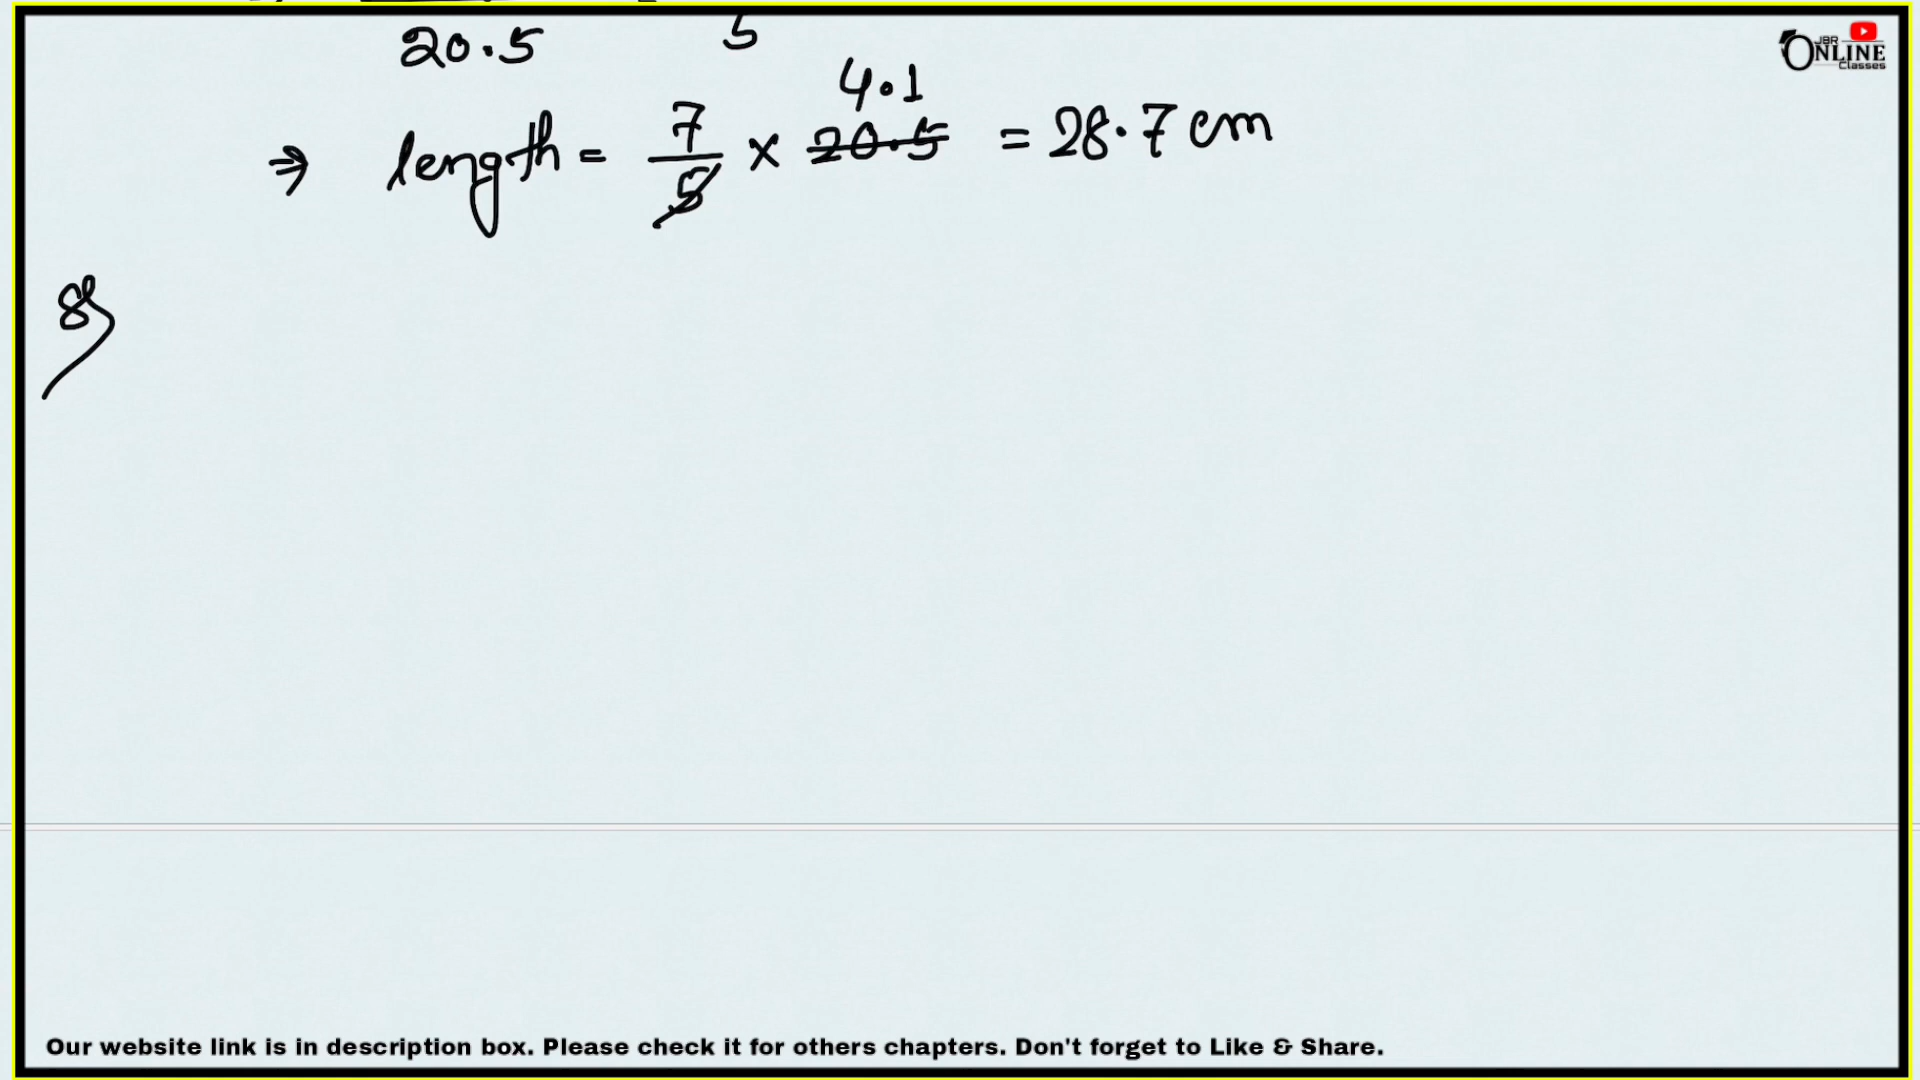 20.5 5
4.1
⇒ length = 7/5 × 20.5 = 28.7 cm
8)
JBR
ONLINE
Classes
Our website link is in description box. Please check it for others chapters. Don't forget to Like & Share.